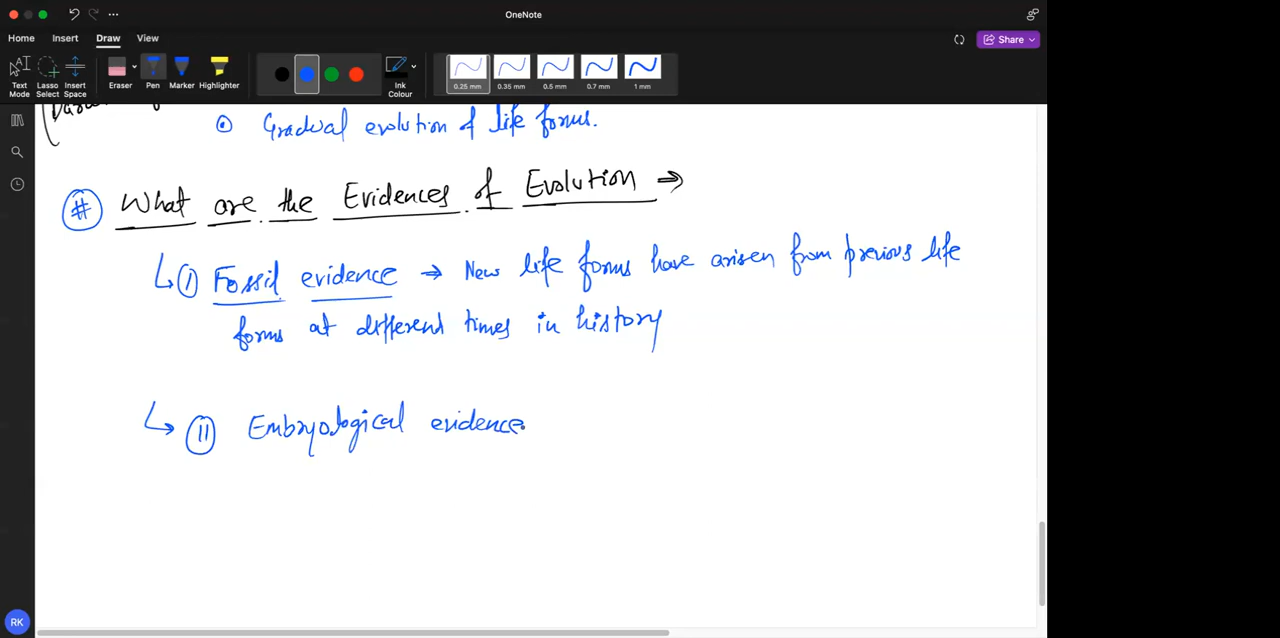 OneNote
Home Insert Draw View
Share
Text Mode
Lasso Select
Insert Space
Eraser
Pen
Marker
Highlighter
Ink Colour
0.25 mm
0.35 mm
0.5 mm
0.7 mm
1 mm
Gradual evolution of life forms.
# What are the Evidences of Evolution ⇒
↳ I Fossil evidence ⇒ New life forms have arisen from previous life
forms at different times in history
↳ II Embryological evidence
RK